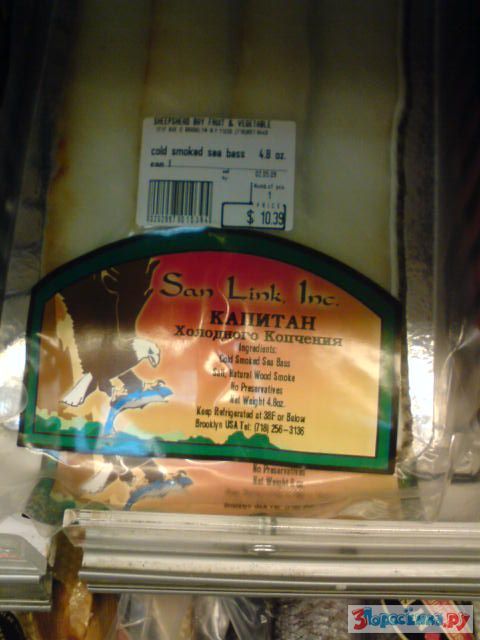 SHEEPSHEAD BAY FRUIT & VEGETABLE
cold smoked sea bass 4.8 oz.
02.05.09
1
PRICE
$ 10.39
San Link, Inc.
КАПИТАН
Холодного Копчения
Ingredients:
Cold Smoked Sea Bass
Salt, Natural Wood Smoke
No Preservatives
Net Weight 4.8oz.
Keep Refrigerated at 38F or Below
Brooklyn USA Tel: (718) 256-3136
No Preservatives
Net Weight